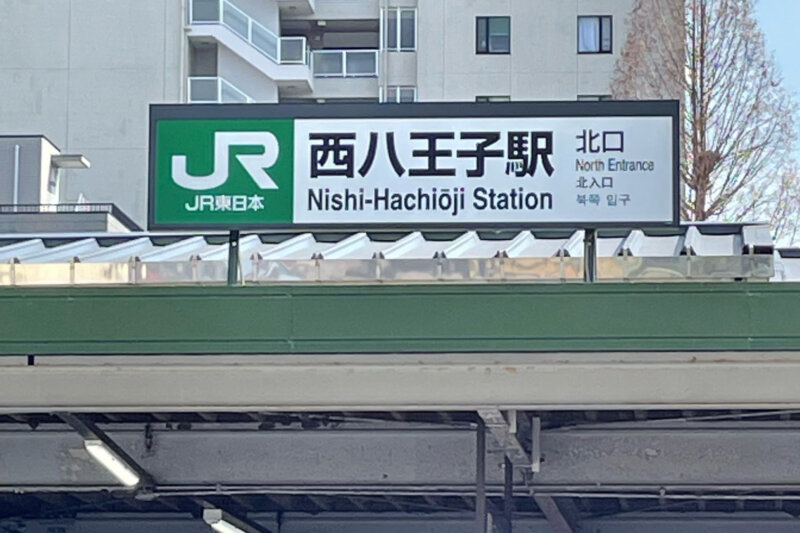 JR
JR東日本
西八王子駅
Nishi-Hachiōji Station
北口
North Entrance
北入口
북쪽 입구